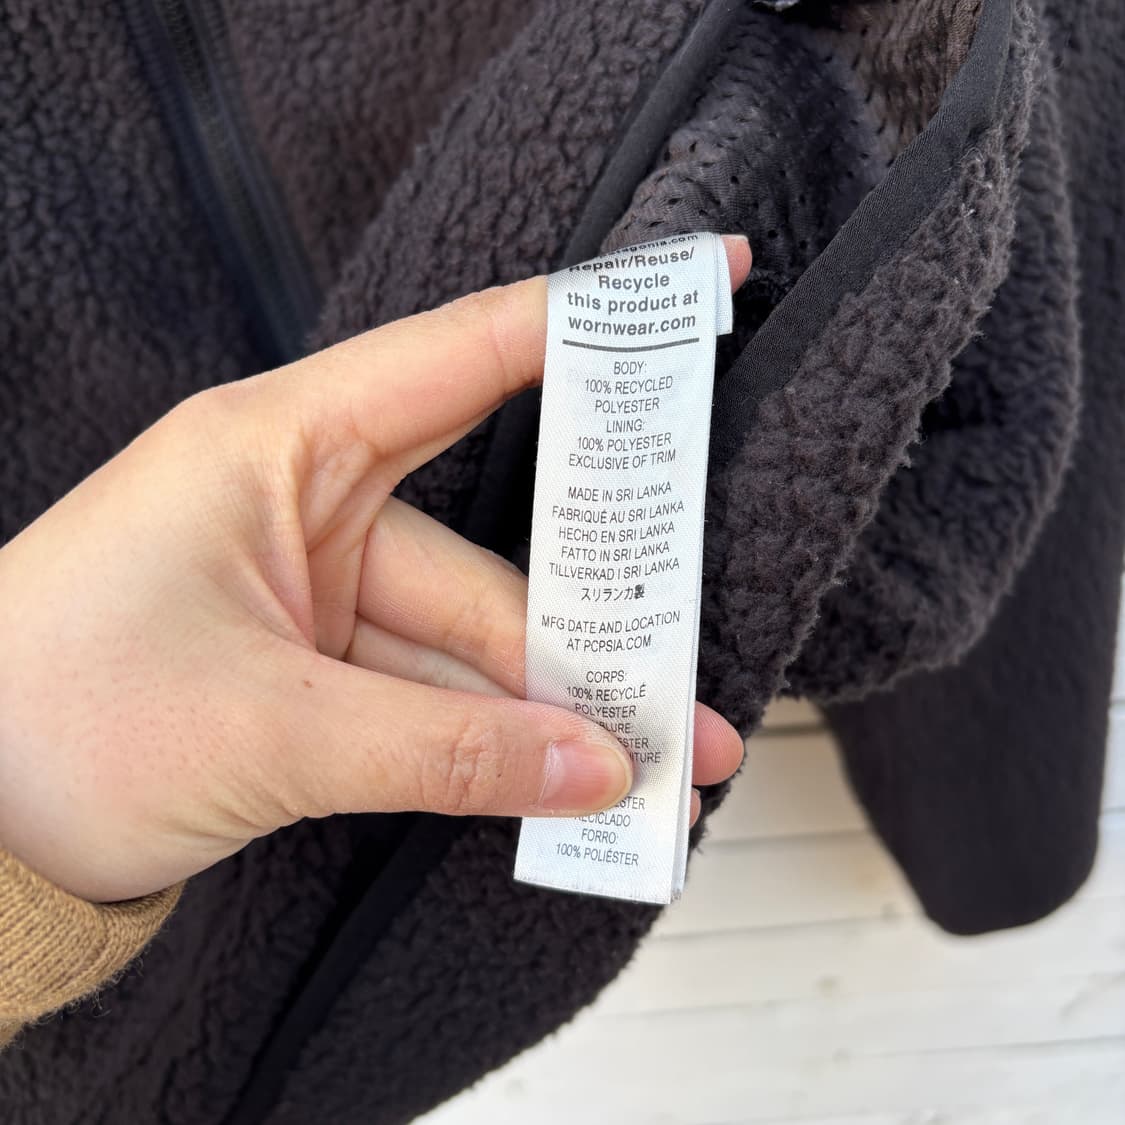 Repair/Reuse/
Recycle
this product at
wornwear.com
BODY:
100% RECYCLED
POLYESTER
LINING:
100% POLYESTER
EXCLUSIVE OF TRIM
MADE IN SRI LANKA
FABRIQUÉ AU SRI LANKA
HECHO EN SRI LANKA
FATTO IN SRI LANKA
TILLVERKAD I SRI LANKA
スリランカ製
MFG DATE AND LOCATION
AT PCPSIA.COM
CORPS:
100% RECYCLÉ
POLYESTER
RECICLADO
FORRO:
100% POLIÉSTER